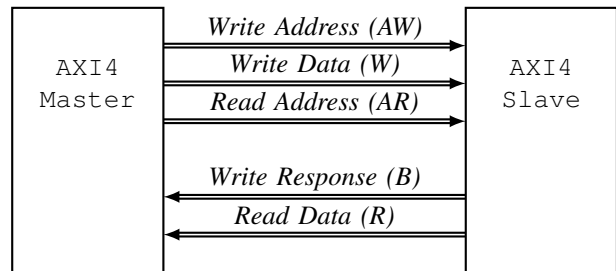 Write Address (AW)
AXI4
Master
Write Data (W)
AXI4
Slave
Read Address (AR)
Write Response (B)
Read Data (R)